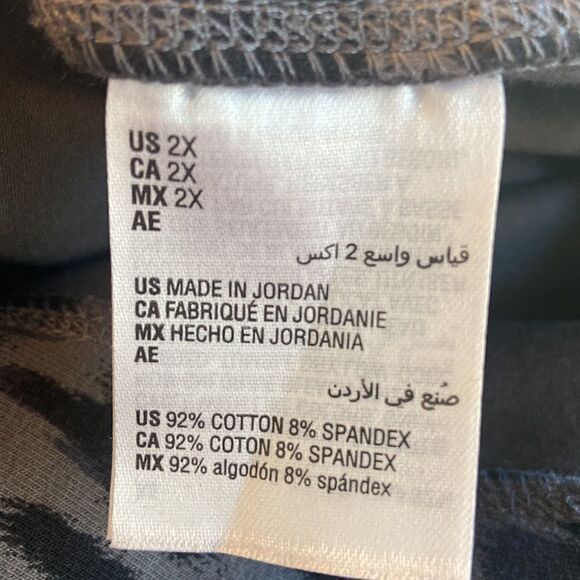 US 2X
CA 2X
MX 2X
AE
قياس واسع 2 اكس
US MADE IN JORDAN
CA FABRIQUÉ EN JORDANIE
MX HECHO EN JORDANIA
AE
صُنع في الأردن
US 92% COTTON 8% SPANDEX
CA 92% COTON 8% SPANDEX
MX 92% algodón 8% spándex